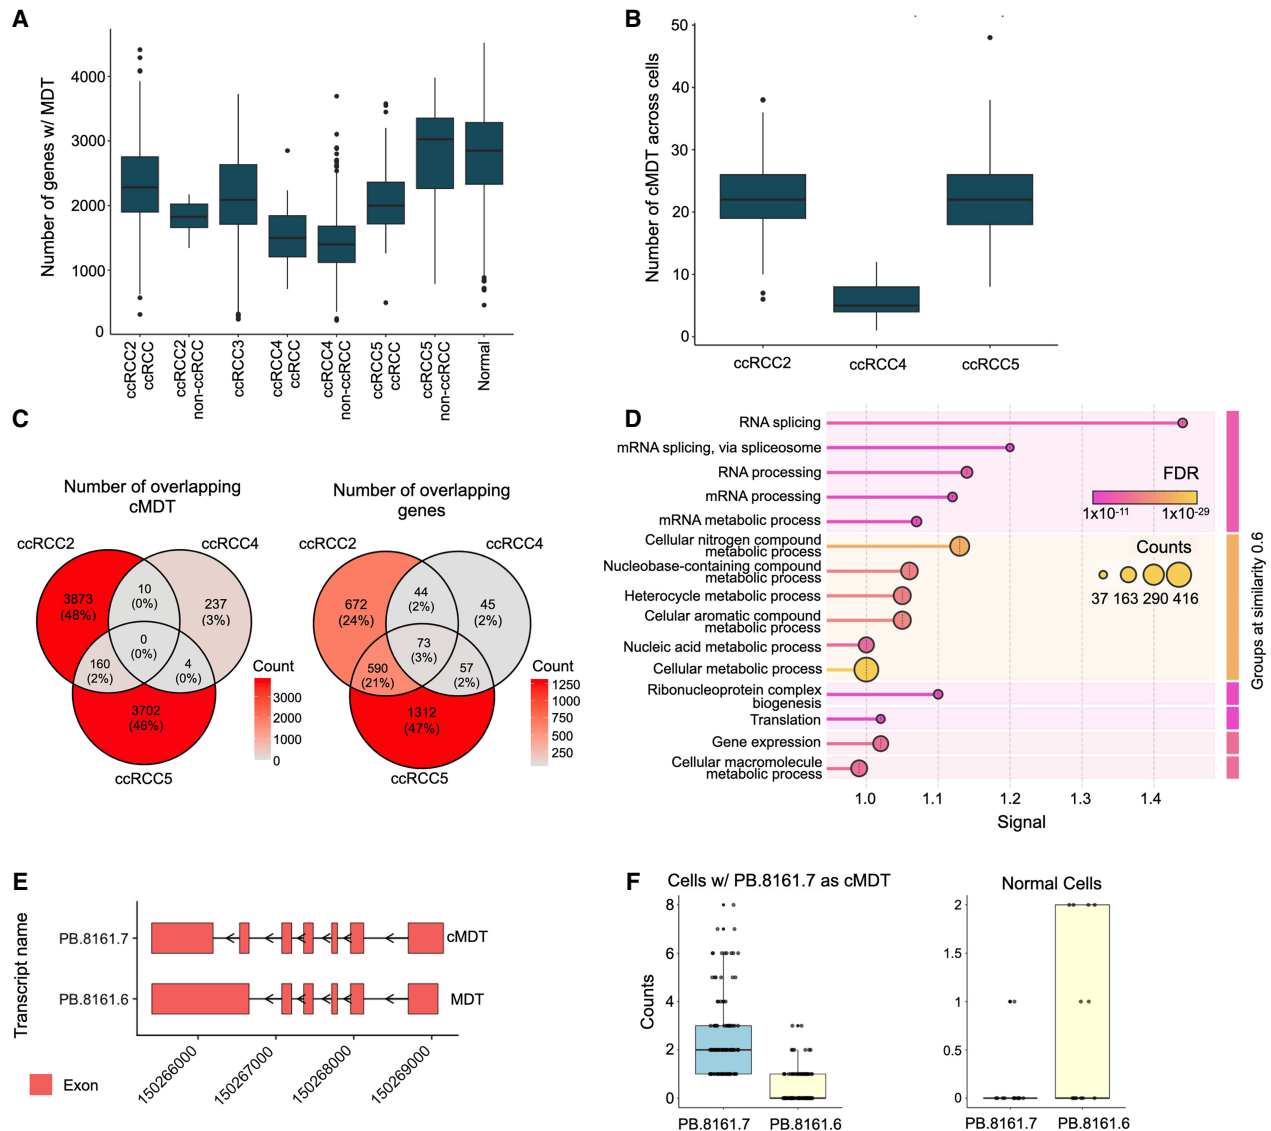 A
Number of genes w/ MDT
4000
3000
2000
1000
0
ccRCC2
ccRCC
ccRCC2
non-ccRCC
ccRCC3
ccRCC4
ccRCC
ccRCC4
non-ccRCC
ccRCC5
ccRCC
ccRCC5
non-ccRCC
Normal
B
Number of cMDT across cells
50
40
30
20
10
0
ccRCC2
ccRCC4
ccRCC5
C
Number of overlapping
cMDT
ccRCC2
ccRCC4
3873
(48%)
10
(0%)
237
(3%)
0
(0%)
160
(2%)
4
(0%)
3702
(46%)
ccRCC5
Count
3000
2000
1000
0
Number of overlapping
genes
ccRCC2
ccRCC4
672
(24%)
44
(2%)
45
(2%)
73
(3%)
590
(21%)
57
(2%)
1312
(47%)
ccRCC5
Count
1250
1000
750
500
250
D
RNA splicing
mRNA splicing, via spliceosome
RNA processing
mRNA processing
mRNA metabolic process
Cellular nitrogen compound
metabolic process
Nucleobase-containing compound
metabolic process
Heterocycle metabolic process
Celular aromatic compound
metabolic process
Nucleic acid metabolic process
Cellular metabolic process
Ribonucleoprotein complex
biogenesis
Translation
Gene expression
Cellular macromolecule
metabolic process
1.0
1.1
1.2
1.3
1.4
Signal
FDR
1x10-11
1x10-29
Counts
37 163 290 416
Groups at similarity 0.6
E
Transcript name
PB.8161.7
cMDT
PB.8161.6
MDT
150266000
150267000
150268000
150269000
Exon
F
Cells w/ PB.8161.7 as cMDT
Counts
8
6
4
2
0
PB.8161.7
PB.8161.6
Normal Cells
2
1.5
1
0.5
0
PB.8161.7
PB.8161.6